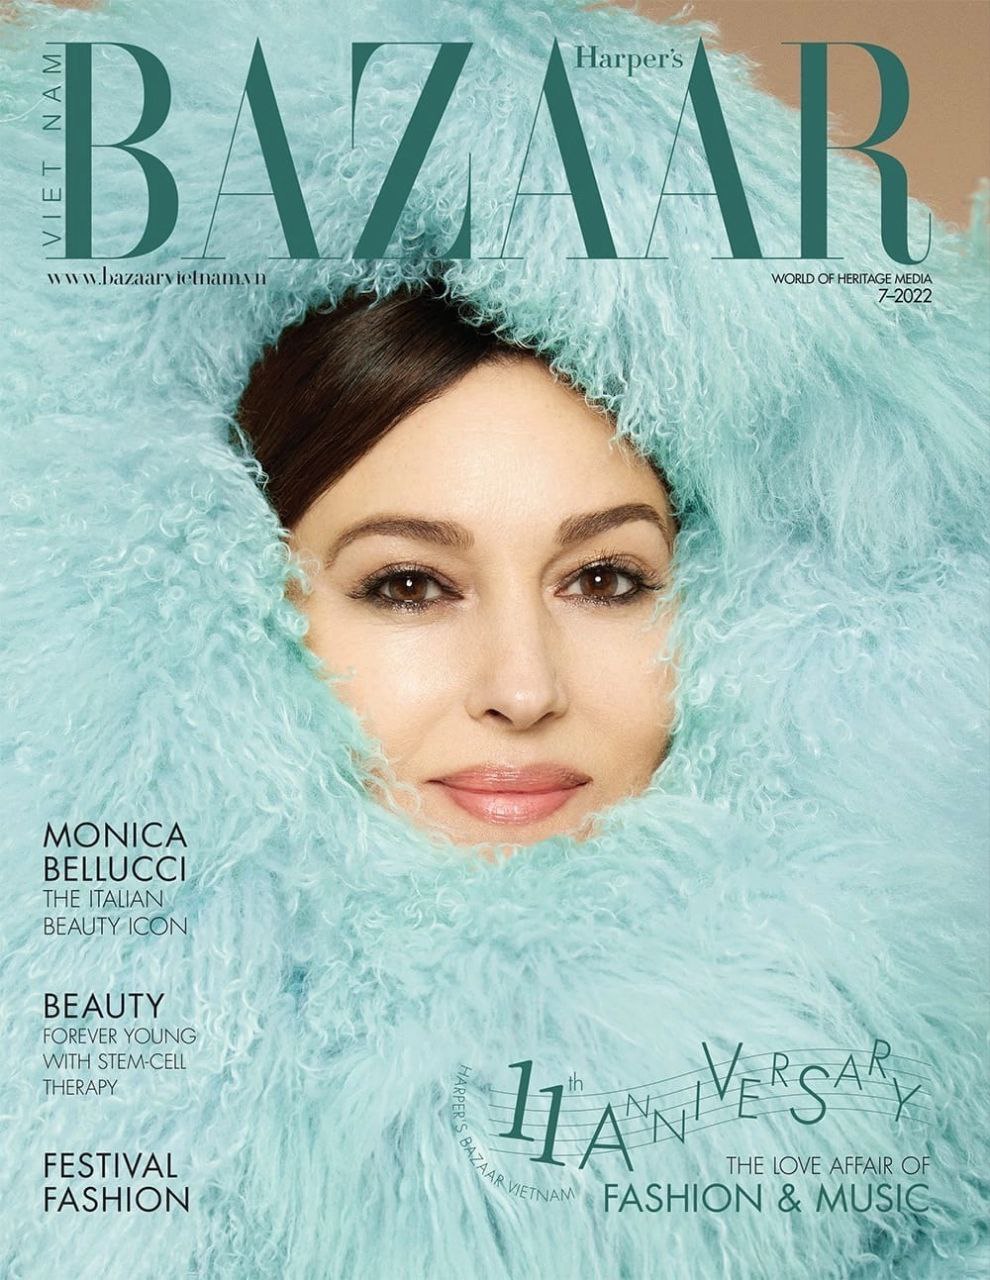 VIET NAM
BAZAAR
Harper's
www.bazaarvietnam.vn
WORLD OF HERITAGE MEDIA
7–2022
MONICA
BELLUCCI
THE ITALIAN
BEAUTY ICON
BEAUTY
FOREVER YOUNG
WITH STEM-CELL
THERAPY
FESTIVAL
FASHION
11th ANNIVERSARY
HARPER'S BAZAAR VIETNAM
THE LOVE AFFAIR OF
FASHION & MUSIC